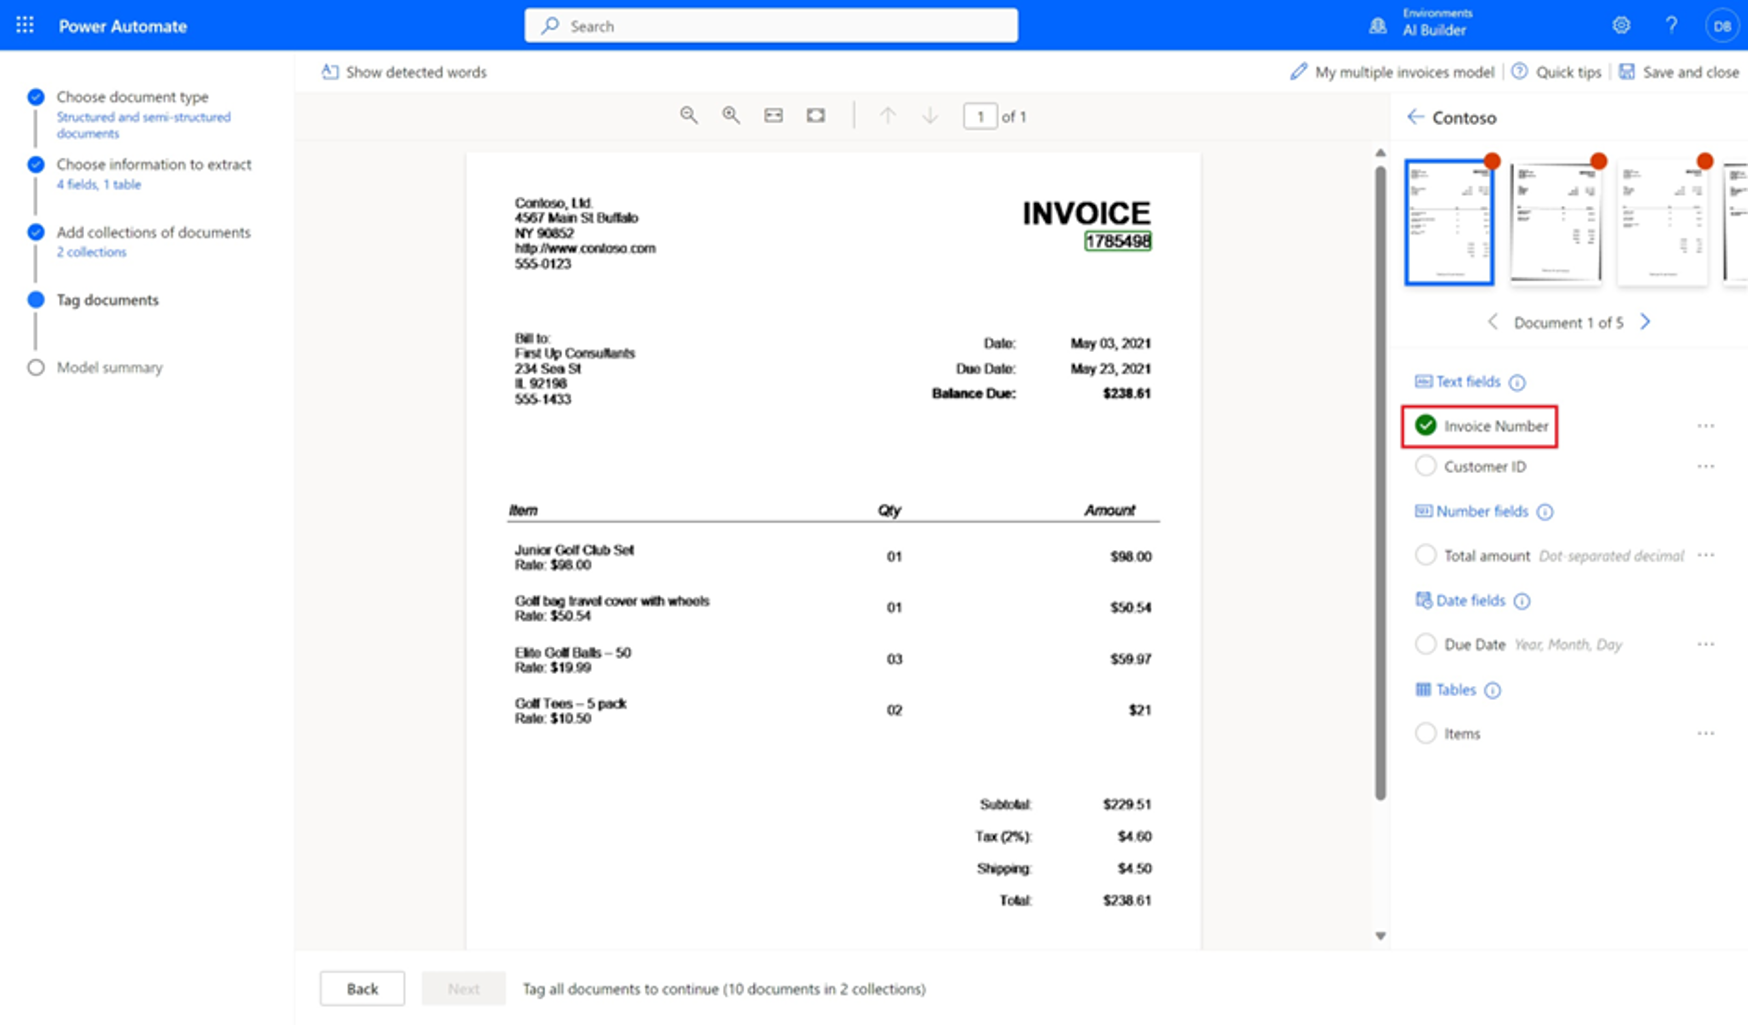 Power Automate
Search
Environments
AI Builder
DB
Choose document type
Structured and semi-structured
documents
Choose information to extract
4 fields, 1 table
Add collections of documents
2 collections
Tag documents
Model summary
Show detected words
My multiple invoices model
Quick tips
Save and close
1 of 1
Contoso, Ltd.
4567 Main St Buffalo
NY 90852
http://www.contoso.com
555-0123
INVOICE
1785498
Bill to:
First Up Consultants
234 Sea St
IL 92198
555-1433
Date: May 03, 2021
Due Date: May 23, 2021
Balance Due: $238.61
Item Qty Amount
Junior Golf Club Set
Rate: $98.00
01 $98.00
Golf bag travel cover with wheels
Rate: $50.54
01 $50.54
Elite Golf Balls – 50
Rate: $19.99
03 $59.97
Golf Tees – 5 pack
Rate: $10.50
02 $21
Subtotal: $229.51
Tax (2%): $4.60
Shipping: $4.50
Total: $238.61
Contoso
Document 1 of 5
Text fields
Invoice Number
Customer ID
Number fields
Total amount Dot-separated decimal
Date fields
Due Date Year, Month, Day
Tables
Items
Back
Next
Tag all documents to continue (10 documents in 2 collections)